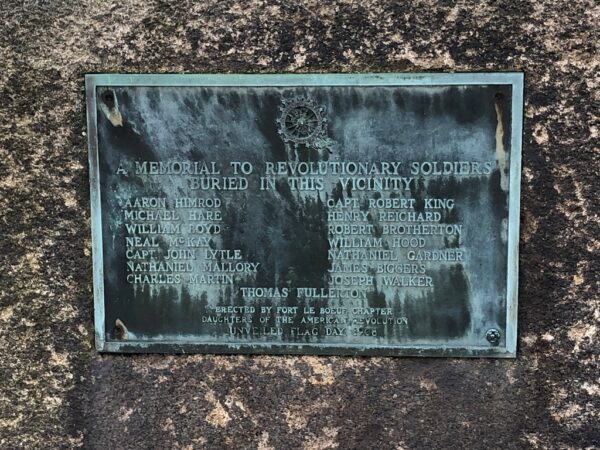 A MEMORIAL TO REVOLUTIONARY SOLDIERS
BURIED IN THIS VICINITY
AARON HIMROD
MICHAEL HARE
WILLIAM BOYD
NEAL McKAY
CAPT. JOHN LYTLE
NATHANIEL MALLORY
CHARLES MARTIN
CAPT. ROBERT KING
HENRY REICHARD
ROBERT BROTHERTON
WILLIAM HOOD
NATHANIEL GARDNER
JAMES BIGGERS
JOSEPH WALKER
THOMAS FULLERTON
ERECTED BY FORT LE BOEUF CHAPTER
DAUGHTERS OF THE AMERICAN REVOLUTION
UNVEILED FLAG DAY